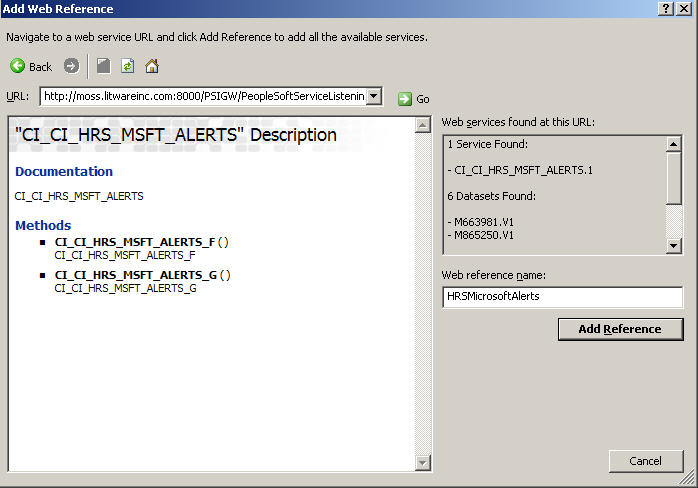 Add Web Reference
Navigate to a web service URL and click Add Reference to add all the available services.
Back
URL: http://moss.litwareinc.com:8000/PSIGW/PeopleSoftServiceListenin Go
"CI_CI_HRS_MSFT_ALERTS" Description
Documentation
CI_CI_HRS_MSFT_ALERTS
Methods
CI_CI_HRS_MSFT_ALERTS_F ()
CI_CI_HRS_MSFT_ALERTS_F
CI_CI_HRS_MSFT_ALERTS_G ()
CI_CI_HRS_MSFT_ALERTS_G
Web services found at this URL:
1 Service Found:
- CI_CI_HRS_MSFT_ALERTS.1
6 Datasets Found:
- M663981.V1
- M865250.V1
Web reference name:
HRSMicrosoftAlerts
Add Reference
Cancel